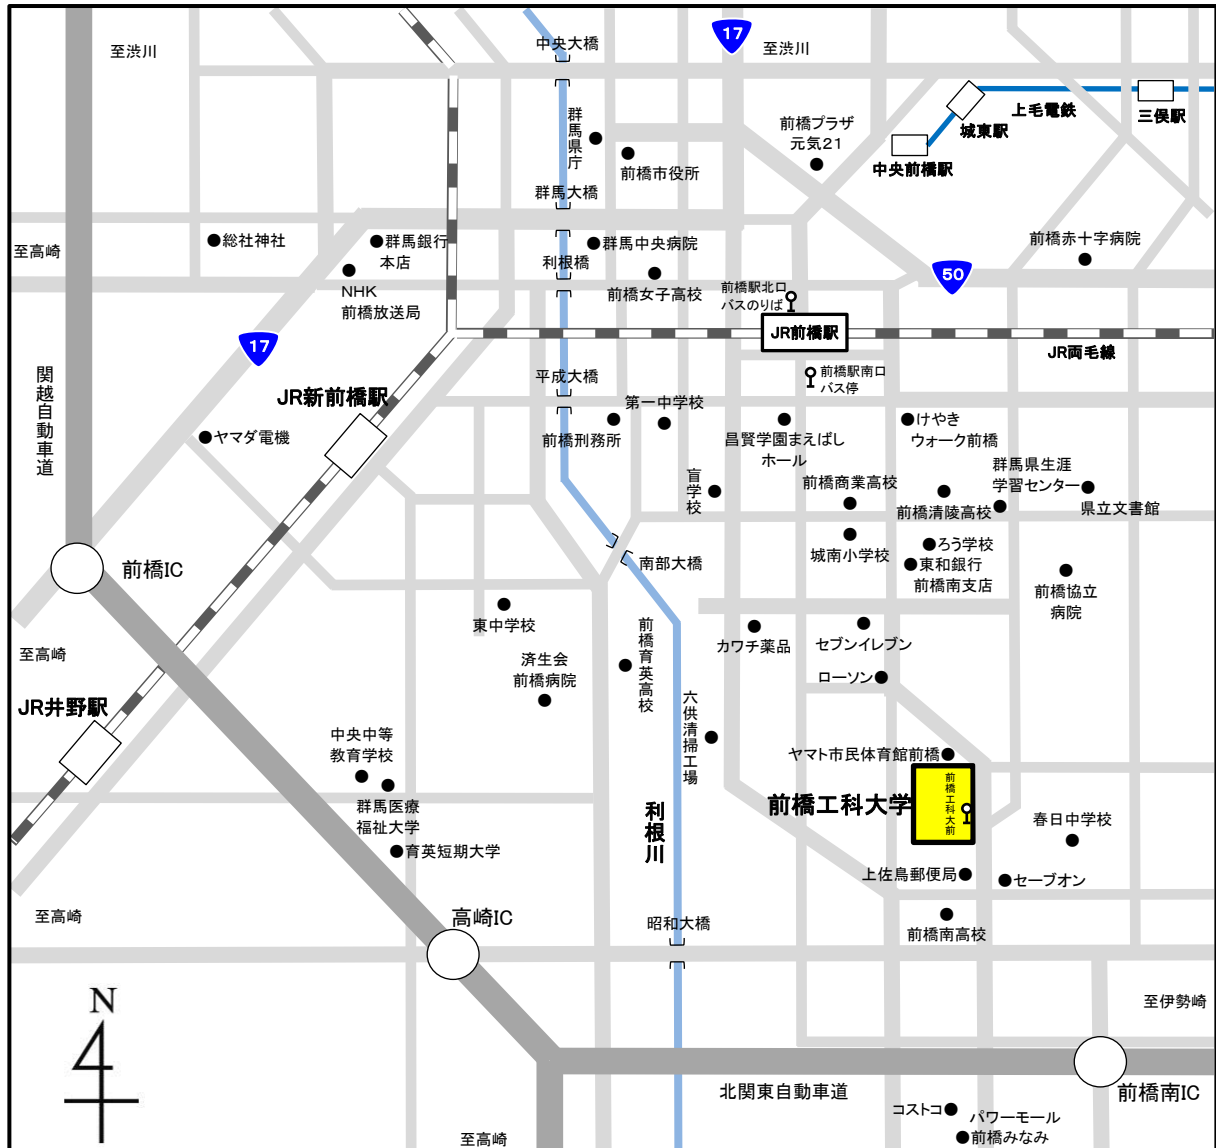 17
至渋川
中央大橋
至渋川
上毛電鉄
三俣駅
城東駅
中央前橋駅
前橋プラザ
元気21
群馬県庁
前橋市役所
群馬大橋
総社神社
群馬銀行
本店
群馬中央病院
前橋赤十字病院
至高崎
利根橋
NHK
前橋放送局
前橋女子高校
前橋駅北口
バスのりば
50
JR前橋駅
17
JR両毛線
関越自動車道
平成大橋
前橋駅南口
バス停
JR新前橋駅
第一中学校
ヤマダ電機
前橋刑務所
昌賢学園まえばし
ホール
けやき
ウォーク前橋
盲学校
前橋商業高校
群馬県生涯
学習センター
前橋清陵高校
県立文書館
城南小学校
ろう学校
東和銀行
前橋南支店
南部大橋
前橋IC
前橋協立
病院
東中学校
前橋育英高校
カワチ薬品
セブンイレブン
至高崎
済生会
前橋病院
ローソン
JR井野駅
六供清掃工場
中央中等
教育学校
ヤマト市民体育館前橋
群馬医療
福祉大学
利根川
前橋工科大学
前橋工科大前
春日中学校
育英短期大学
上佐鳥郵便局
セーブオン
至高崎
高崎IC
昭和大橋
前橋南高校
N
至伊勢崎
北関東自動車道
前橋南IC
コストコ
パワーモール
前橋みなみ
至高崎